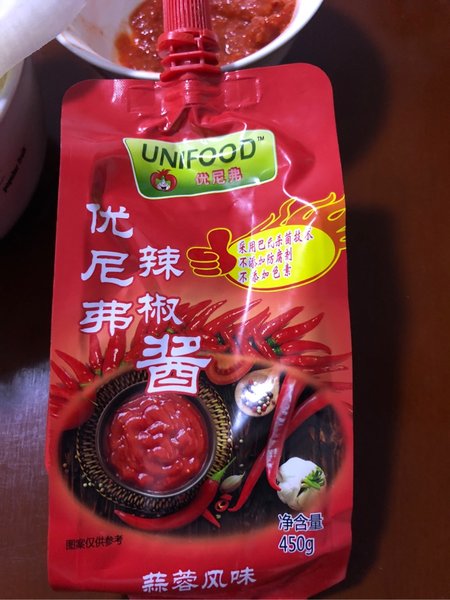 UNIFOOD™
优尼弗
优尼弗
辣椒酱
采用巴氏杀菌技术
不添加防腐剂
不添加色素
图案仅供参考
净含量
450g
蒜蓉风味